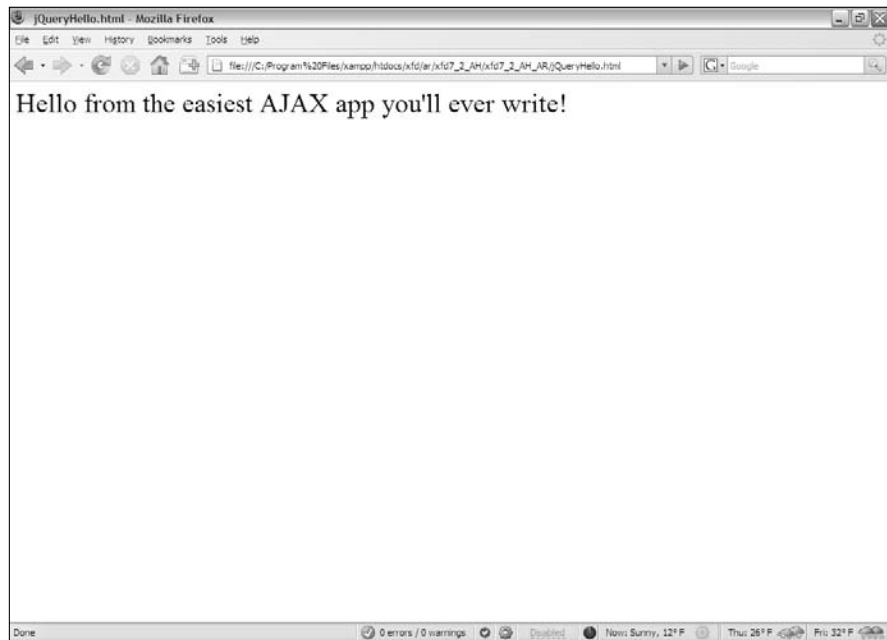 jQueryHello.html - Mozilla Firefox
File Edit View History Bookmarks Tools Help
file:///C:/Program%20Files/xampp/htdocs/xfd/ar/xfd7_2_AH/xfd7_2_AH_AR/jQueryHello.html G Google
Hello from the easiest AJAX app you'll ever write!
Done 0 errors / 0 warnings Disabled Now: Sunny, 12° F Thu: 26° F Fri: 32° F